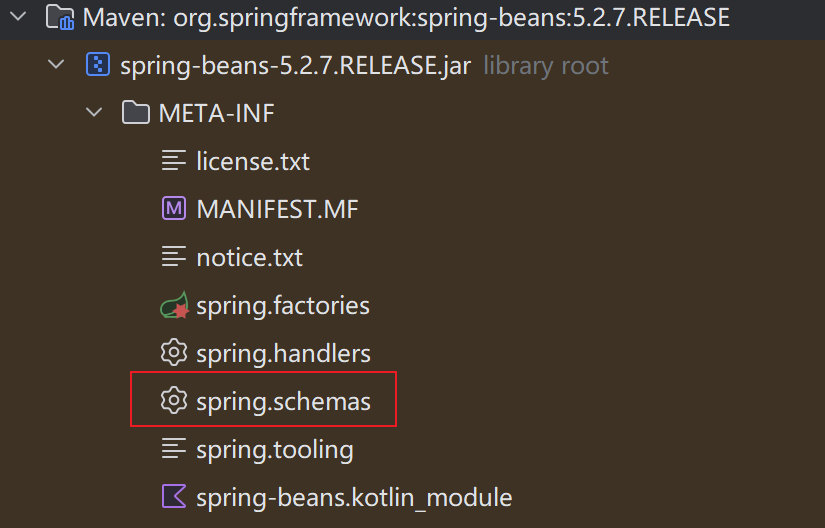 Maven: org.springframework:spring-beans:5.2.7.RELEASE
spring-beans-5.2.7.RELEASE.jar library root
META-INF
license.txt
M MANIFEST.MF
notice.txt
spring.factories
spring.handlers
spring.schemas
spring.tooling
spring-beans.kotlin_module